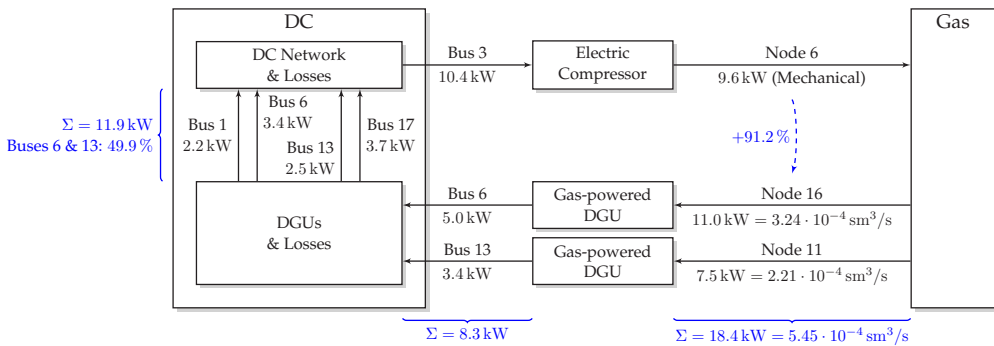 DC
Gas
DC Network
& Losses
Bus 3
10.4 kW
Electric
Compressor
Node 6
9.6 kW (Mechanical)
Σ = 11.9 kW
Buses 6 & 13: 49.9 %
Bus 1
2.2 kW
Bus 6
3.4 kW
Bus 13
2.5 kW
Bus 17
3.7 kW
+91.2 %
DGUs
& Losses
Bus 6
5.0 kW
Gas-powered
DGU
Node 16
11.0 kW = 3.24 · 10⁻⁴ sm³/s
Bus 13
3.4 kW
Gas-powered
DGU
Node 11
7.5 kW = 2.21 · 10⁻⁴ sm³/s
Σ = 8.3 kW
Σ = 18.4 kW = 5.45 · 10⁻⁴ sm³/s